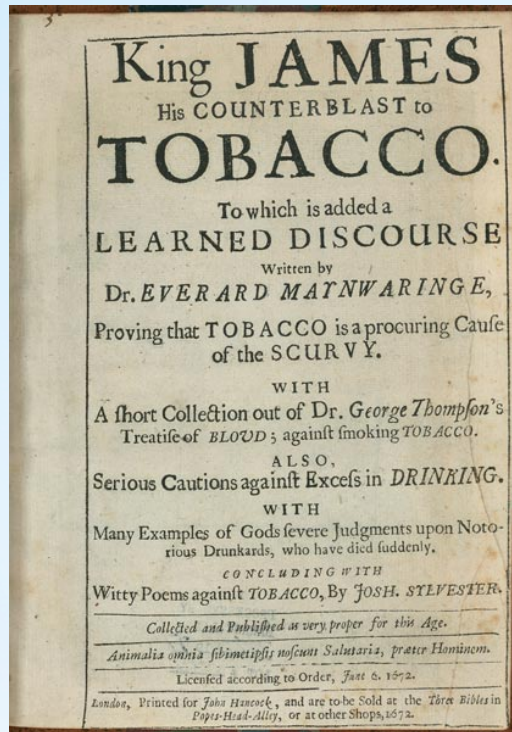 King JAMES
His COUNTERBLAST to
TOBACCO.
To which is added a
LEARNED DISCOURSE
Written by
Dr. EVERARD MAYNWARINGE,
Proving that TOBACCO is a procuring Cauſe
of the SCURVY.
WITH
A ſhort Collection out of Dr. George Thompſon's
Treatiſe of BLOUD; againſt ſmoking TOBACCO.
ALSO,
Serious Cautions againſt Exceſs in DRINKING.
WITH
Many Examples of Gods ſevere Judgments upon Noto-
rious Drunkards, who have died ſuddenly.
CONCLUDING WITH
Witty Poems againſt TOBACCO, By JOSH. SYLVESTER.
Collected and Publiſhed as very proper for this Age.
Animalia omnia ſibimetipſis noſcunt Salutaria, præter Hominem.
Licenſed according to Order, June 6. 1672.
London, Printed for John Hancock, and are to be Sold at the Three Bibles in
Popes-Head-Alley, or at other Shops, 1672.